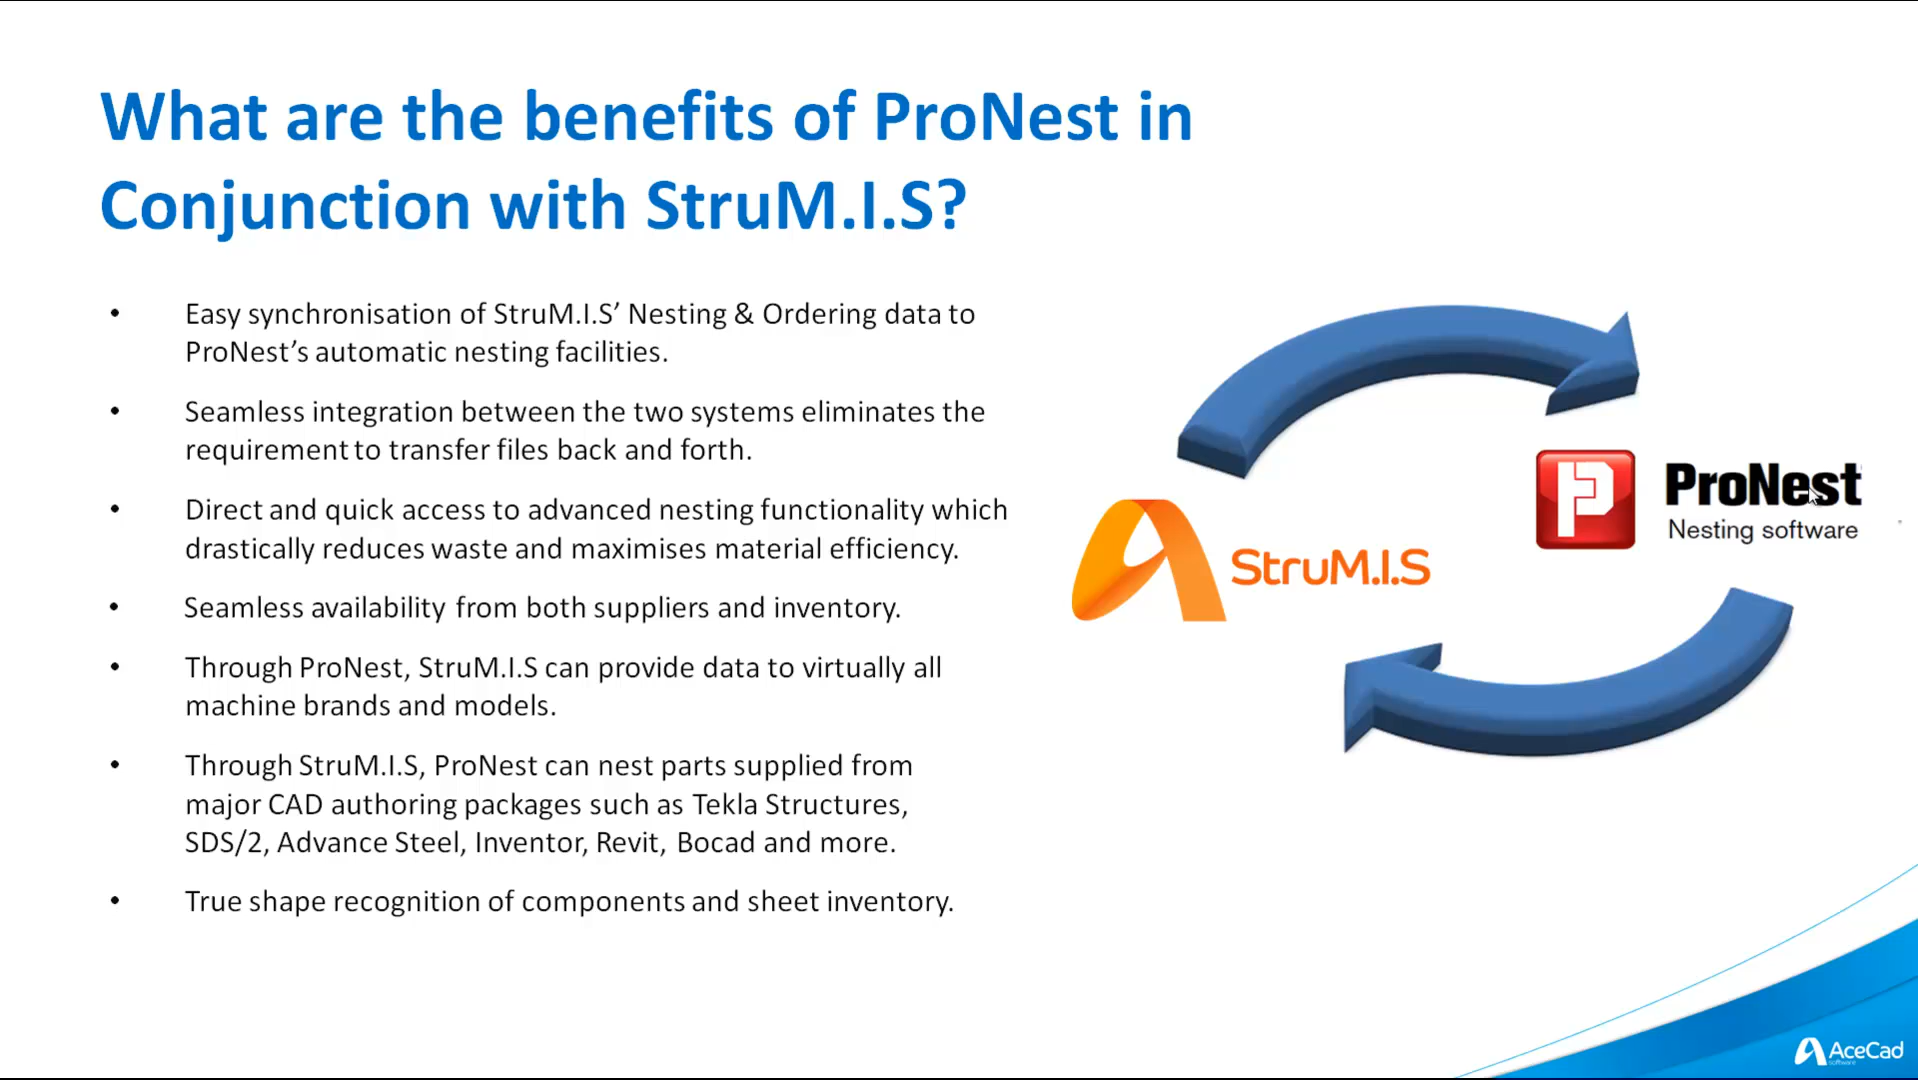 What are the benefits of ProNest in
Conjunction with StruM.I.S?
• Easy synchronisation of StruM.I.S’ Nesting & Ordering data to
ProNest’s automatic nesting facilities.
• Seamless integration between the two systems eliminates the
requirement to transfer files back and forth.
• Direct and quick access to advanced nesting functionality which
drastically reduces waste and maximises material efficiency.
• Seamless availability from both suppliers and inventory.
• Through ProNest, StruM.I.S can provide data to virtually all
machine brands and models.
• Through StruM.I.S, ProNest can nest parts supplied from
major CAD authoring packages such as Tekla Structures,
SDS/2, Advance Steel, Inventor, Revit, Bocad and more.
• True shape recognition of components and sheet inventory.
ProNest
Nesting software
StruM.I.S
AceCad
software